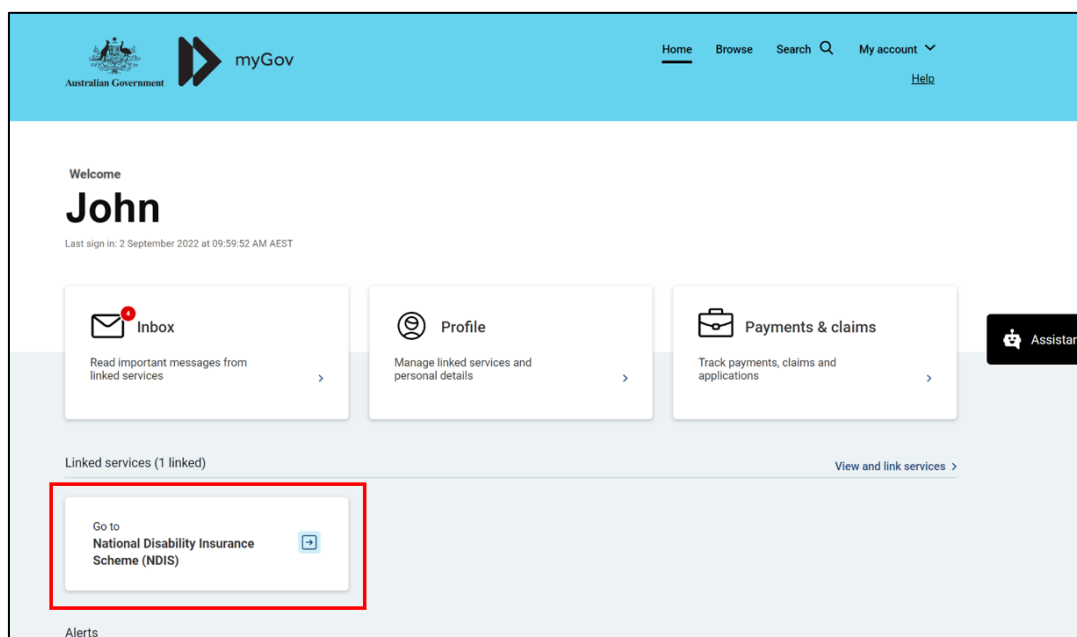 Australian Government
myGov
Home Browse Search My account
Help
Welcome
John
Last sign in: 2 September 2022 at 09:59:52 AM AEST
4
Inbox
Read important messages from
linked services
Profile
Manage linked services and
personal details
Payments & claims
Track payments, claims and
applications
Assistan
Linked services (1 linked)
View and link services
Go to
National Disability Insurance
Scheme (NDIS)
Alerts